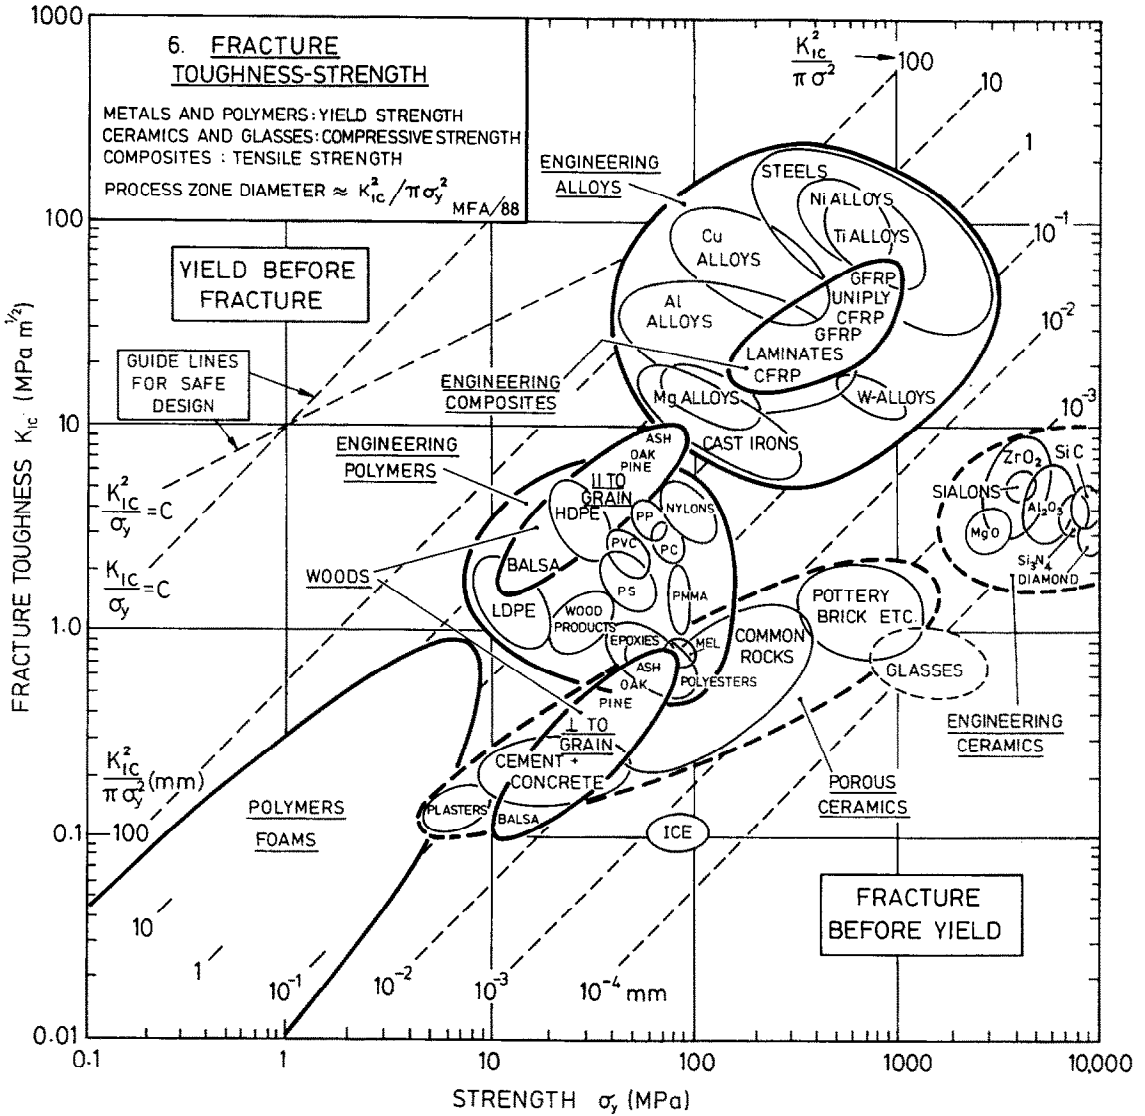 6. FRACTURE
TOUGHNESS-STRENGTH
METALS AND POLYMERS: YIELD STRENGTH
CERAMICS AND GLASSES: COMPRESSIVE STRENGTH
COMPOSITES : TENSILE STRENGTH
PROCESS ZONE DIAMETER ≈ K²IC/πσy²
MFA/88
K²IC/πσ² → 100
10
1
10⁻¹
10⁻²
10⁻³
1000
100
10
1.0
0.1
0.01
FRACTURE TOUGHNESS KIC (MPa m^1/2)
YIELD BEFORE
FRACTURE
GUIDE LINES
FOR SAFE
DESIGN
K²IC/σy = C
KIC/σy = C
K²IC/πσy² (mm)
100
10
1
10⁻¹
10⁻²
10⁻³
10⁻⁴ mm
ENGINEERING
ALLOYS
STEELS
Ni ALLOYS
Ti ALLOYS
Cu
ALLOYS
Al
ALLOYS
GFRP
UNIPLY
CFRP
GFRP
LAMINATES
CFRP
Mg ALLOYS
W-ALLOYS
CAST IRONS
ENGINEERING
COMPOSITES
ENGINEERING
POLYMERS
ASH
OAK
PINE
II TO
GRAIN
HDPE
BALSA
PP
NYLONS
PVC
PC
PS
PMMA
LDPE
WOOD
PRODUCTS
WOODS
EPOXIES
MEL
POLYESTERS
ASH
OAK
PINE
⊥ TO
GRAIN
CEMENT +
CONCRETE
PLASTERS
BALSA
ICE
COMMON
ROCKS
POTTERY
BRICK ETC.
GLASSES
POROUS
CERAMICS
ZrO₂
SiC
SIALONS
Al₂O₃
MgO
Si₃N₄
DIAMOND
ENGINEERING
CERAMICS
POLYMERS
FOAMS
FRACTURE
BEFORE YIELD
0.1
1
10
100
1000
10,000
STRENGTH σy (MPa)